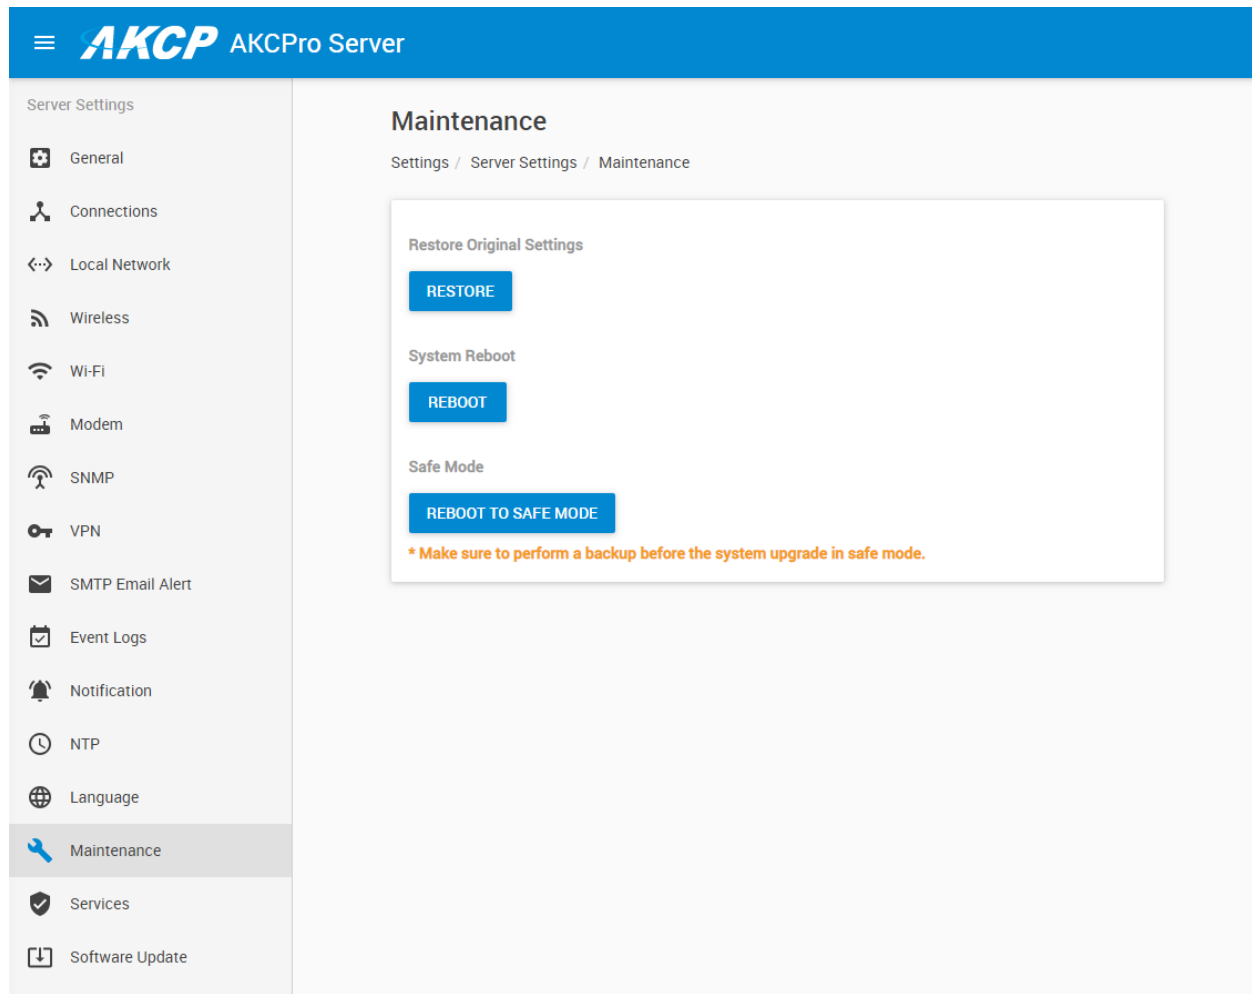 AKCP AKCPro Server
Server Settings
General
Connections
Local Network
Wireless
Wi-Fi
Modem
SNMP
VPN
SMTP Email Alert
Event Logs
Notification
NTP
Language
Maintenance
Services
Software Update
Maintenance
Settings / Server Settings / Maintenance
Restore Original Settings
RESTORE
System Reboot
REBOOT
Safe Mode
REBOOT TO SAFE MODE
* Make sure to perform a backup before the system upgrade in safe mode.